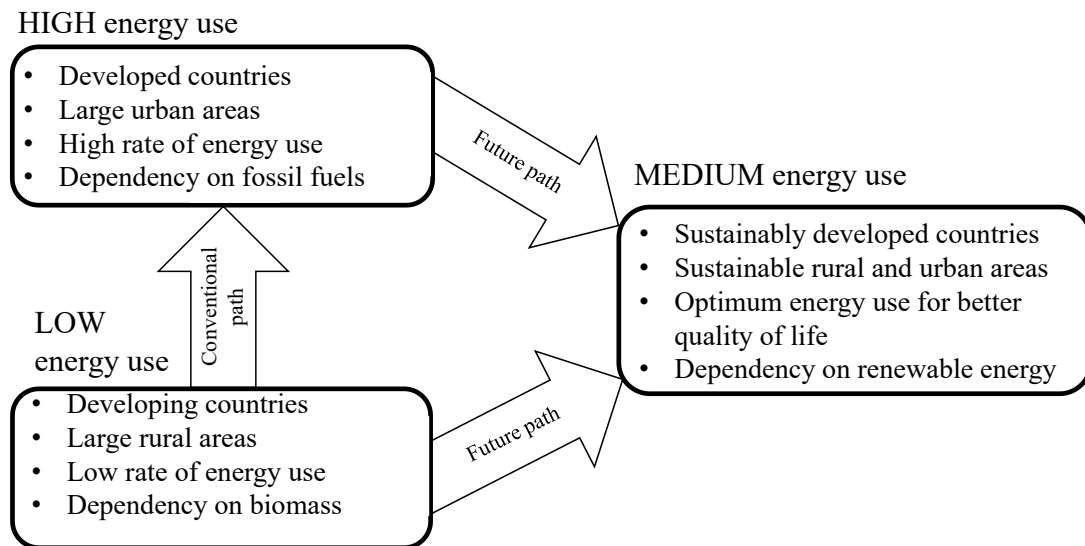 HIGH energy use
• Developed countries
• Large urban areas
• High rate of energy use
• Dependency on fossil fuels
Future path
MEDIUM energy use
• Sustainably developed countries
• Sustainable rural and urban areas
• Optimum energy use for better
quality of life
• Dependency on renewable energy
Conventional
path
LOW
energy use
• Developing countries
• Large rural areas
• Low rate of energy use
• Dependency on biomass
Future path